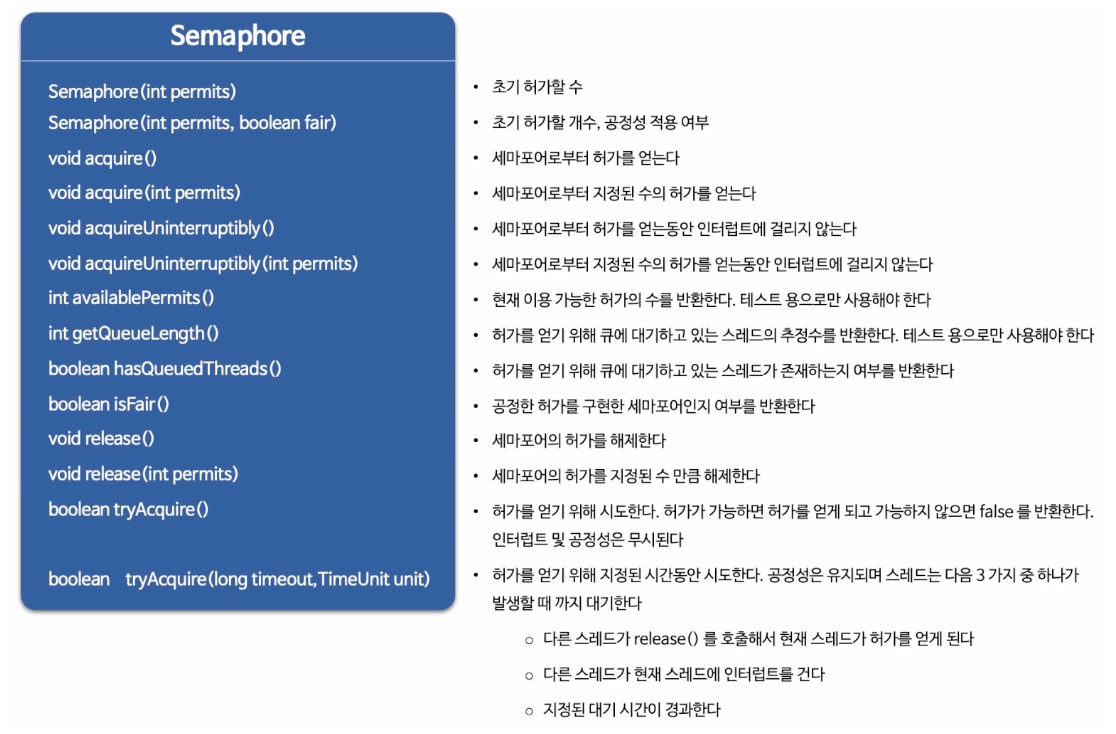 Semaphore
Semaphore(int permits)
• 초기 허가할 수
Semaphore(int permits, boolean fair)
• 초기 허가할 개수, 공정성 적용 여부
void acquire()
• 세마포어로부터 허가를 얻는다
void acquire(int permits)
• 세마포어로부터 지정된 수의 허가를 얻는다
void acquireUninterruptibly()
• 세마포어로부터 허가를 얻는동안 인터럽트에 걸리지 않는다
void acquireUninterruptibly(int permits)
• 세마포어로부터 지정된 수의 허가를 얻는동안 인터럽트에 걸리지 않는다
int availablePermits()
• 현재 이용 가능한 허가의 수를 반환한다. 테스트 용으로만 사용해야 한다
int getQueueLength()
• 허가를 얻기 위해 큐에 대기하고 있는 스레드의 추정수를 반환한다. 테스트 용으로만 사용해야 한다
boolean hasQueuedThreads()
• 허가를 얻기 위해 큐에 대기하고 있는 스레드가 존재하는지 여부를 반환한다
boolean isFair()
• 공정한 허가를 구현한 세마포어인지 여부를 반환한다
void release()
• 세마포어의 허가를 해제한다
void release(int permits)
• 세마포어의 허가를 지정된 수 만큼 해제한다
boolean tryAcquire()
• 허가를 얻기 위해 시도한다. 허가가 가능하면 허가를 얻게 되고 가능하지 않으면 false 를 반환한다.
인터럽트 및 공정성은 무시된다
boolean tryAcquire(long timeout,TimeUnit unit)
• 허가를 얻기 위해 지정된 시간동안 시도한다. 공정성은 유지되며 스레드는 다음 3 가지 중 하나가
발생할 때 까지 대기한다
○ 다른 스레드가 release() 를 호출해서 현재 스레드가 허가를 얻게 된다
○ 다른 스레드가 현재 스레드에 인터럽트를 건다
○ 지정된 대기 시간이 경과한다